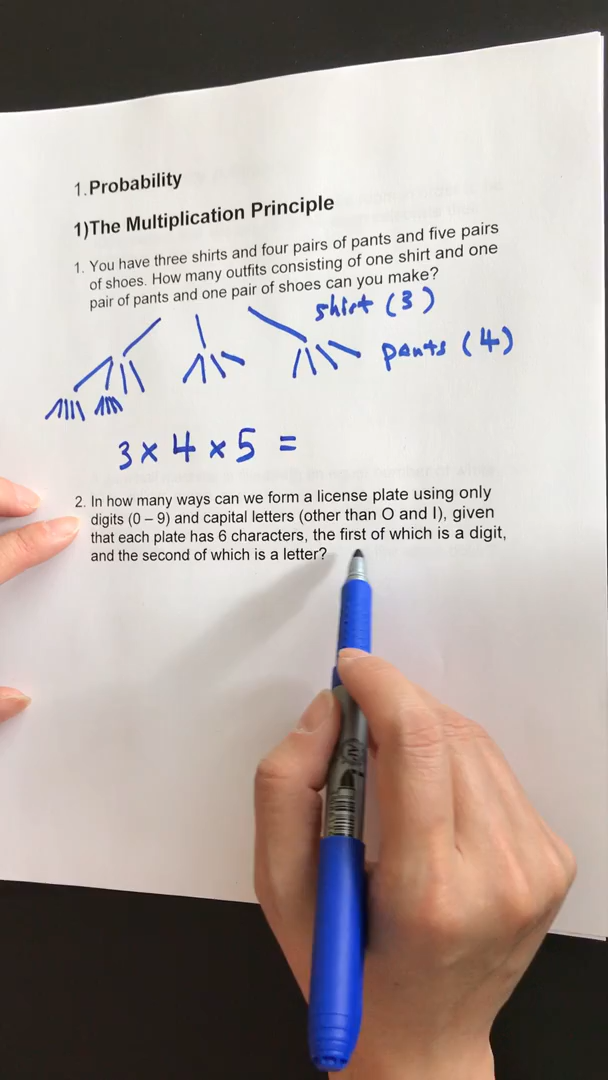 1. Probability
1)The Multiplication Principle
1. You have three shirts and four pairs of pants and five pairs
of shoes. How many outfits consisting of one shirt and one
pair of pants and one pair of shoes can you make?
shirt (3)
pants (4)
3 × 4 × 5 =
2. In how many ways can we form a license plate using only
digits (0 – 9) and capital letters (other than O and I), given
that each plate has 6 characters, the first of which is a digit,
and the second of which is a letter?